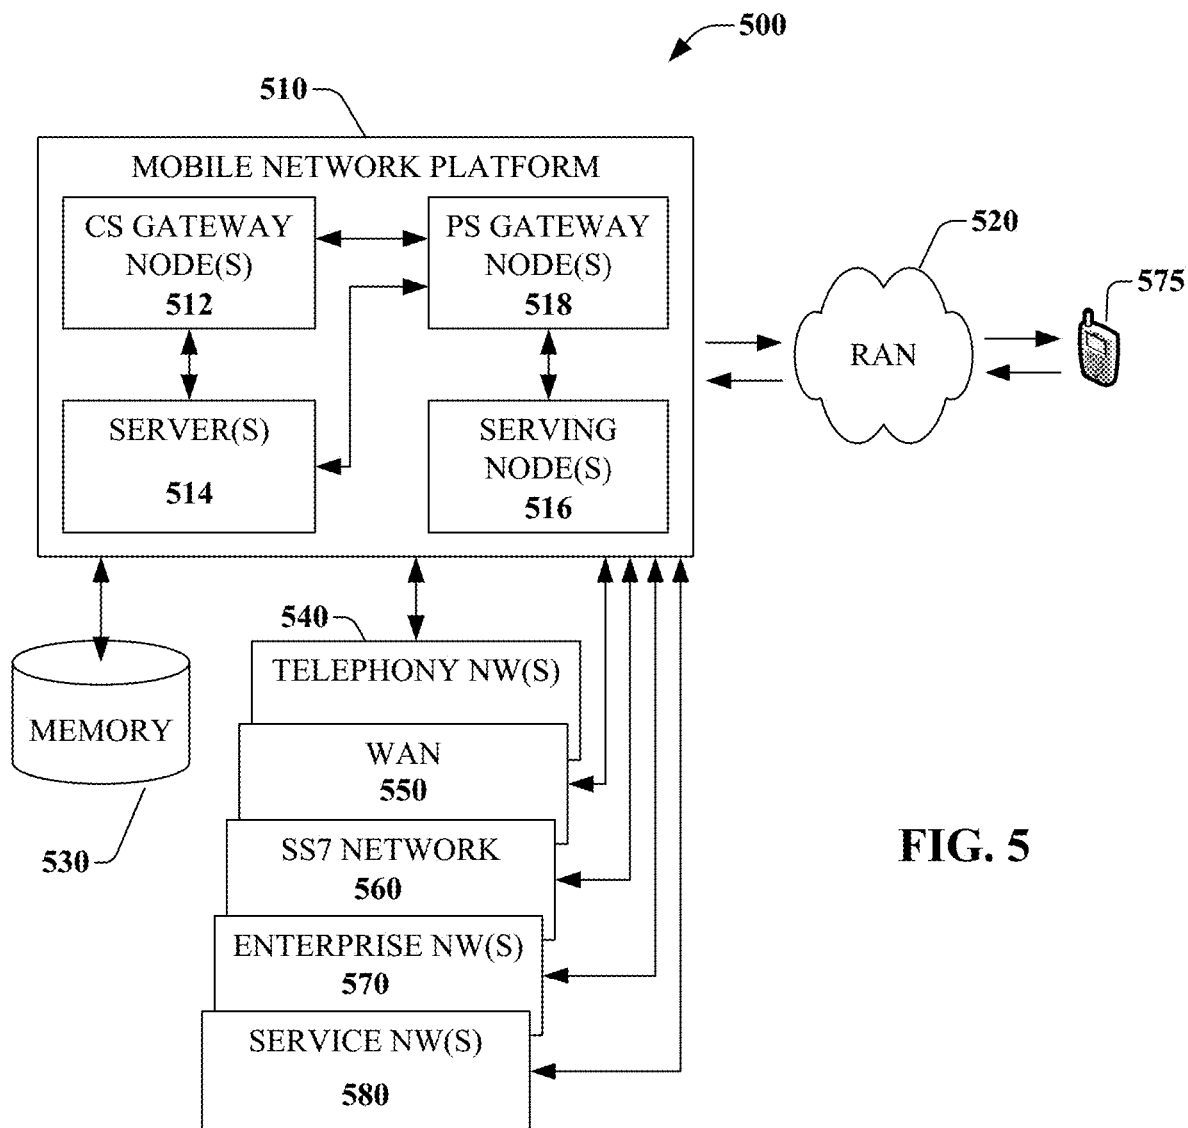 500
510
MOBILE NETWORK PLATFORM
CS GATEWAY
NODE(S)
512
PS GATEWAY
NODE(S)
518
SERVER(S)
514
SERVING
NODE(S)
516
520
RAN
575
540
TELEPHONY NW(S)
MEMORY
530
WAN
550
SS7 NETWORK
560
ENTERPRISE NW(S)
570
SERVICE NW(S)
580
FIG. 5